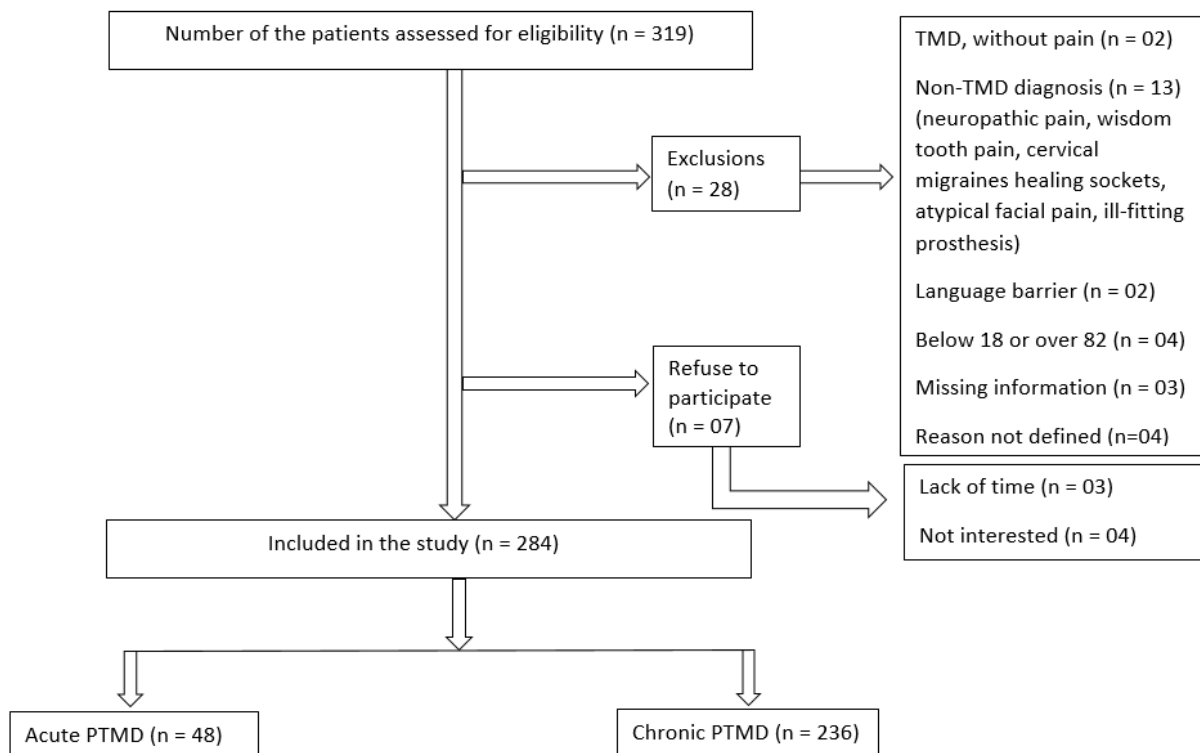 Number of the patients assessed for eligibility (n = 319)
Exclusions
(n = 28)
TMD, without pain (n = 02)
Non-TMD diagnosis (n = 13)
(neuropathic pain, wisdom
tooth pain, cervical
migraines healing sockets,
atypical facial pain, ill-fitting
prosthesis)
Language barrier (n = 02)
Below 18 or over 82 (n = 04)
Missing information (n = 03)
Reason not defined (n=04)
Refuse to
participate
(n = 07)
Lack of time (n = 03)
Not interested (n = 04)
Included in the study (n = 284)
Acute PTMD (n = 48)
Chronic PTMD (n = 236)